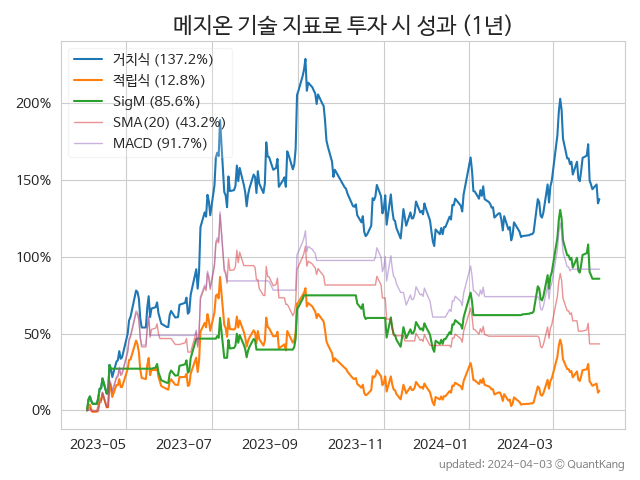 메지온 기술 지표로 투자 시 성과 (1년)
거치식 (137.2%)
적립식 (12.8%)
SigM (85.6%)
SMA(20) (43.2%)
MACD (91.7%)
200%
150%
100%
50%
0%
2023-05 2023-07 2023-09 2023-11 2024-01 2024-03
updated: 2024-04-03 © QuantKang